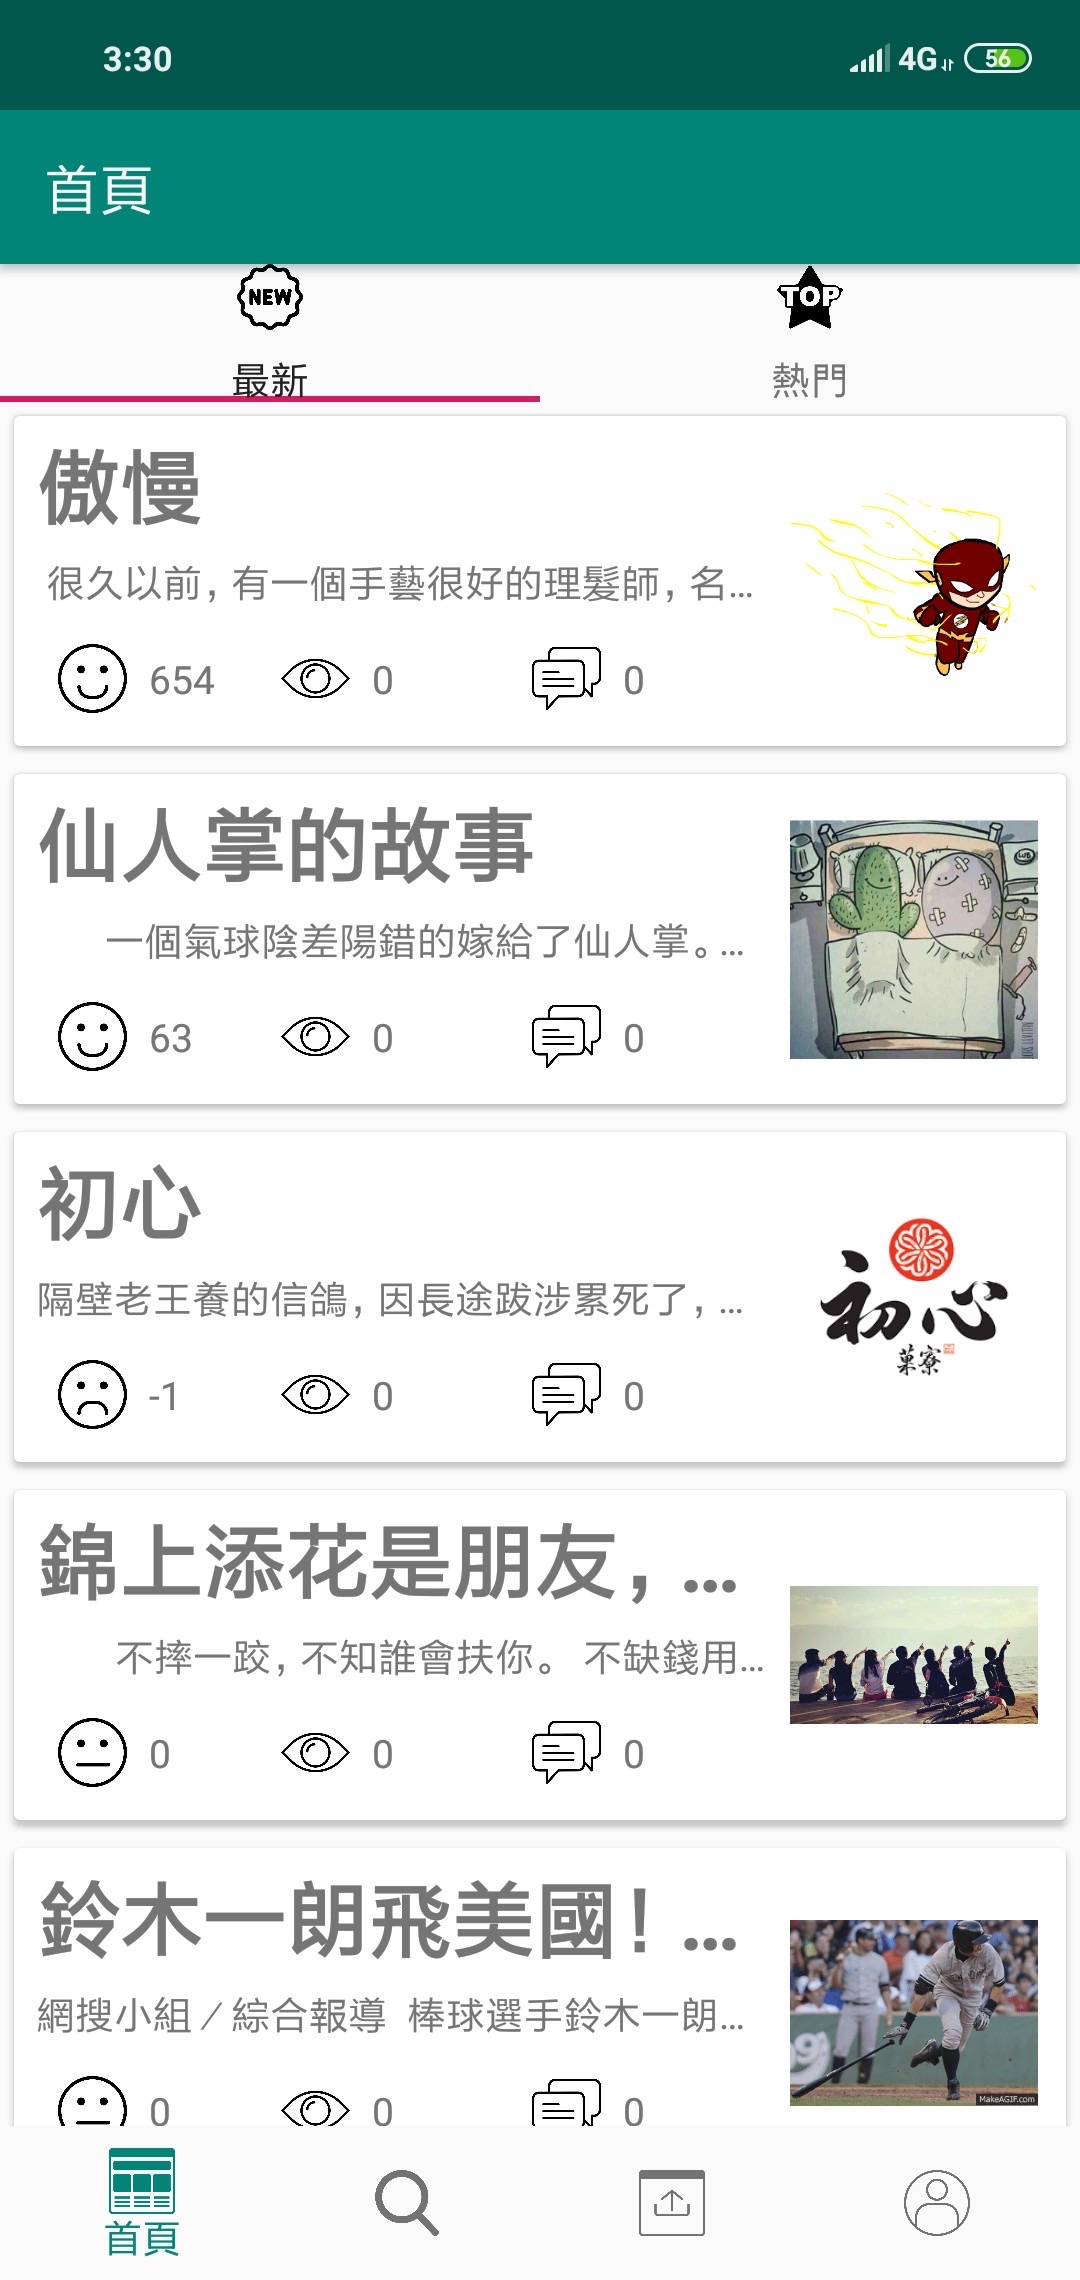 3:30
4G
56
首頁
NEW
TOP
最新
熱門
傲慢
很久以前，有一個手藝很好的理髮師，名...
654
0
0
仙人掌的故事
一個氣球陰差陽錯的嫁給了仙人掌。...
63
0
0
LUB
初心
隔壁老王養的信鴿，因長途跋涉累死了，...
-1
0
0
初心
菓寮
錦上添花是朋友，...
不摔一跤，不知誰會扶你。 不缺錢用...
0
0
0
鈴木一朗飛美國！...
網搜小組／綜合報導 棒球選手鈴木一朗...
0
0
0
MakeAGIF.com
首頁